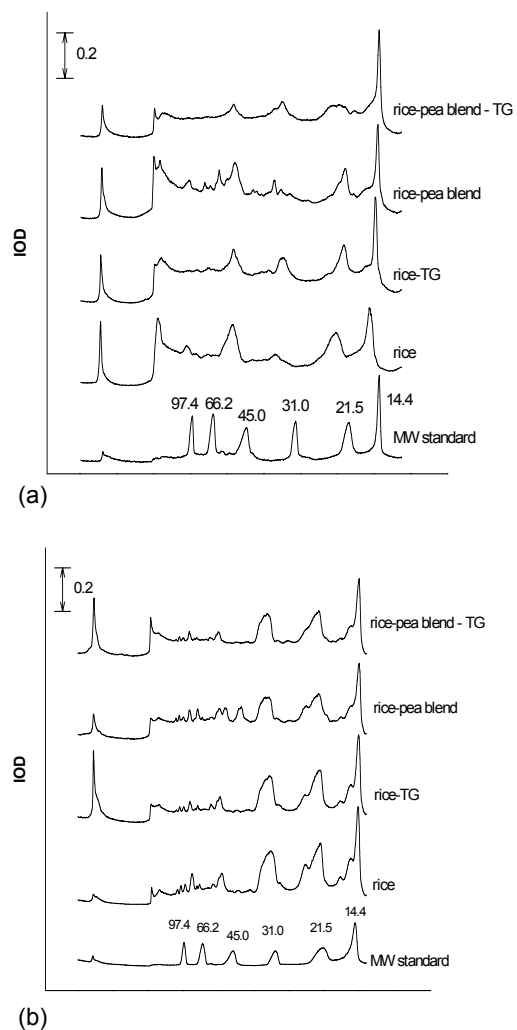 0.2
rice-pea blend - TG
rice-pea blend
IOD
rice-TG
rice
97.4 66.2 45.0 31.0 21.5 14.4
MW standard
(a)
0.2
rice-pea blend - TG
rice-pea blend
IOD
rice-TG
rice
97.4 66.2 45.0 31.0 21.5 14.4
MW standard
(b)